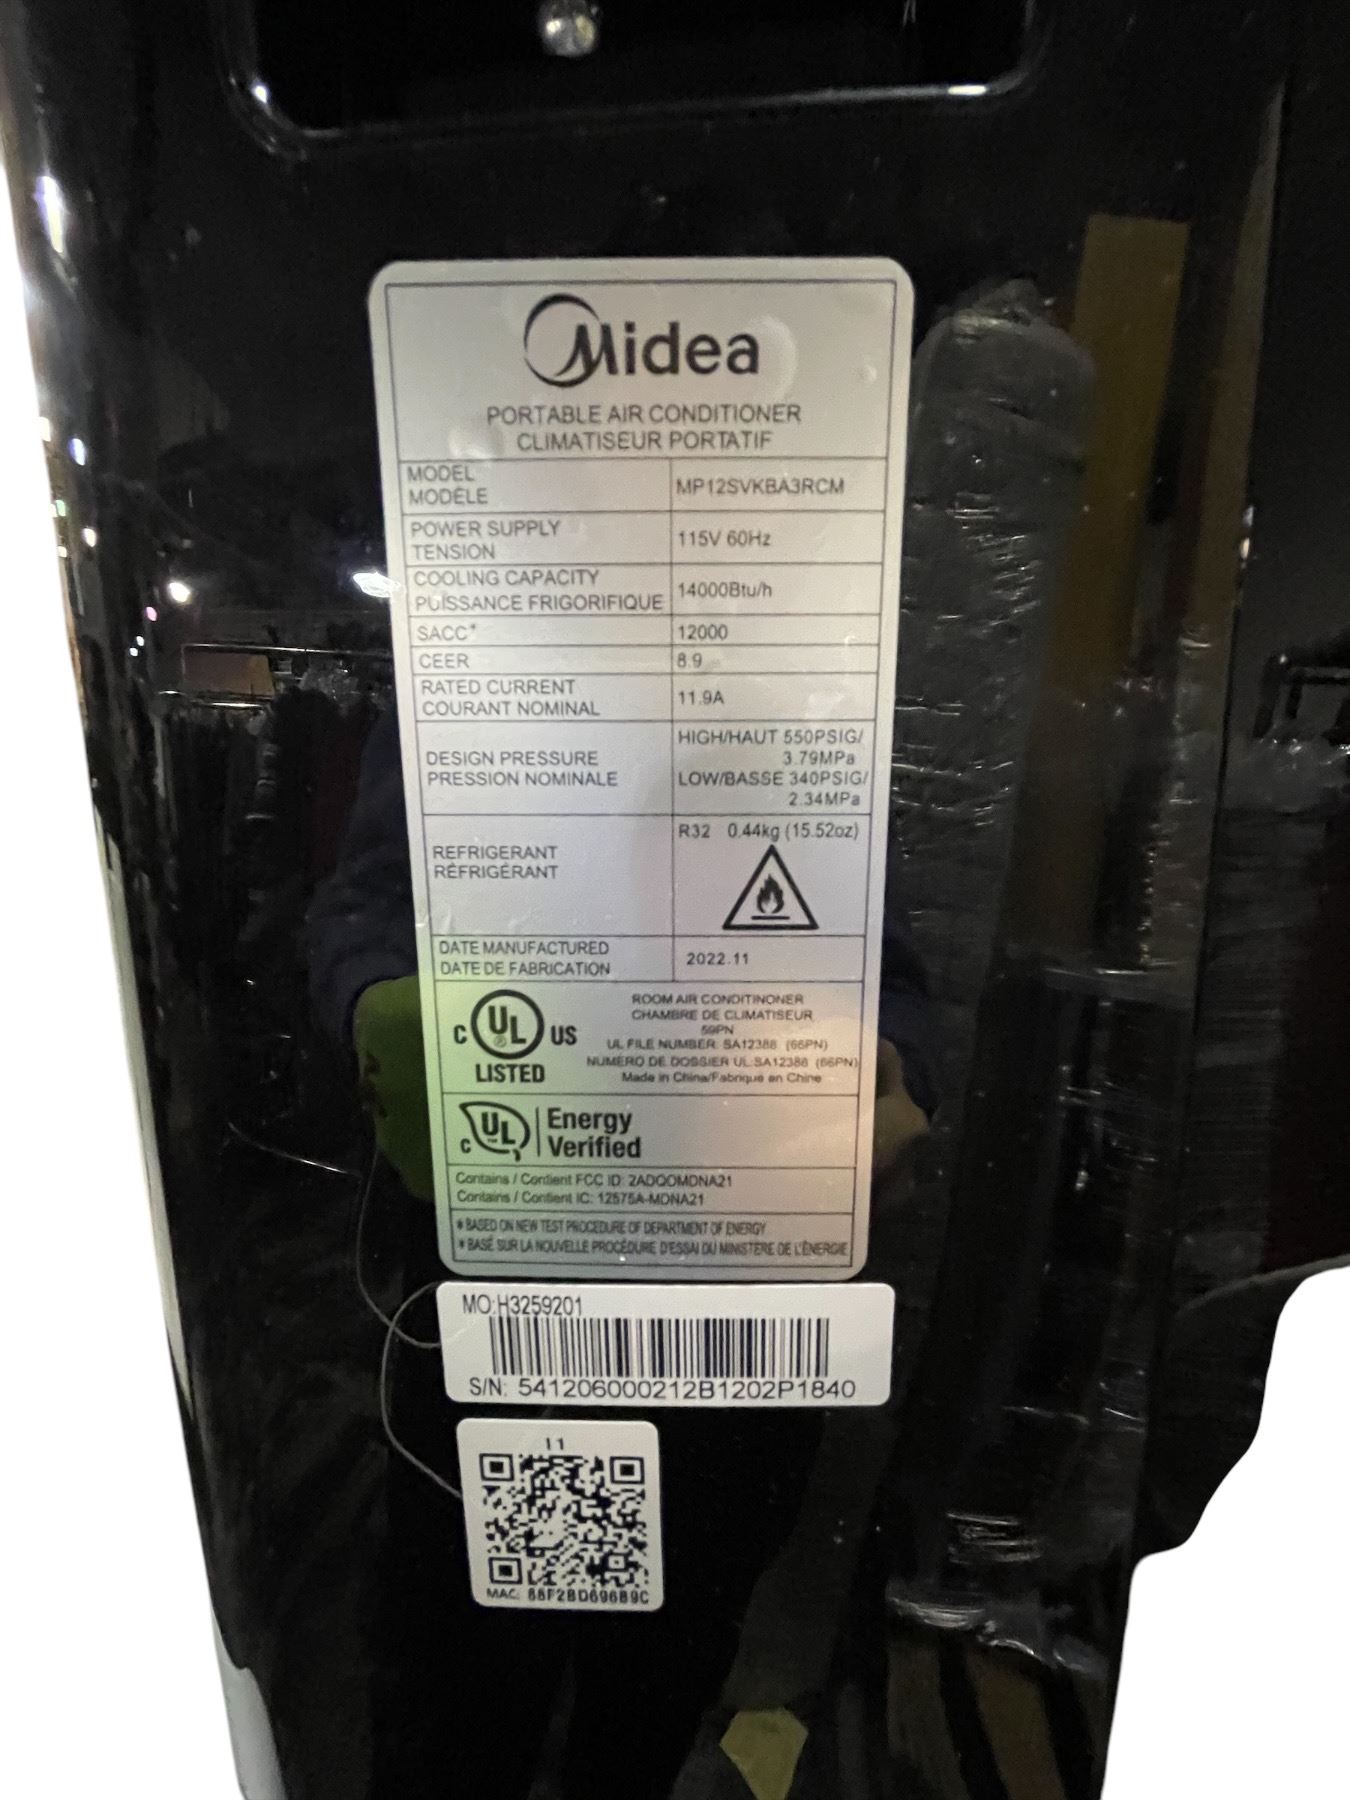 Midea
PORTABLE AIR CONDITIONER
CLIMATISEUR PORTATIF
MODEL
MODÈLE
MP12SVKBA3RCM
POWER SUPPLY
TENSION
115V 60Hz
COOLING CAPACITY
PUISSANCE FRIGORIFIQUE
14000Btu/h
SACC*
12000
CEER
8.9
RATED CURRENT
COURANT NOMINAL
11.9A
DESIGN PRESSURE
PRESSION NOMINALE
HIGH/HAUT 550PSIG/
3.79MPa
LOW/BASSE 340PSIG/
2.34MPa
REFRIGERANT
RÉFRIGÉRANT
R32 0.44kg (15.52oz)
DATE MANUFACTURED
DATE DE FABRICATION
2022.11
C UL ® US
LISTED
ROOM AIR CONDITINONER
CHAMBRE DE CLIMATISEUR
59PN
UL FILE NUMBER: SA12388 (66PN)
NUMÉRO DE DOSSIER UL:SA12388 (66PN)
Made in China/Fabriqué en Chine
C UL ™
Energy
Verified
Contains / Contient FCC ID: 2ADQOMDNA21
Contains / Contient IC: 12575A-MDNA21
* BASED ON NEW TEST PROCEDURE OF DEPARTMENT OF ENERGY
* BASÉ SUR LA NOUVELLE PROCÉDURE D'ESSAI DU MINISTÈRE DE L'ÉNERGIE
MO:H3259201
S/N: 541206000212B1202P1840
11
MAC: 88F2BD696B9C